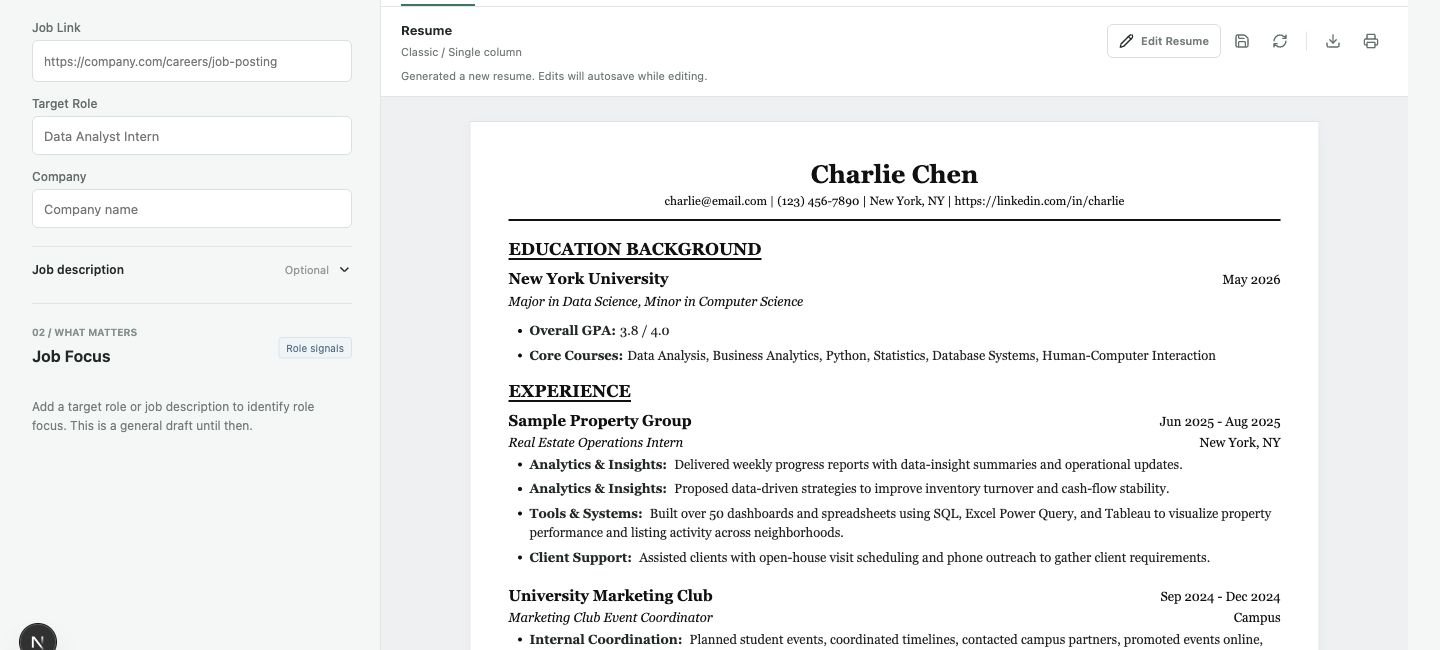 Job Link
https://company.com/careers/job-posting
Target Role
Data Analyst Intern
Company
Company name
Job description
Optional
02 / WHAT MATTERS
Job Focus
Role signals
Add a target role or job description to identify role
focus. This is a general draft until then.
N
Resume
Classic / Single column
Generated a new resume. Edits will autosave while editing.
Edit Resume
Charlie Chen
charlie@email.com | (123) 456-7890 | New York, NY | https://linkedin.com/in/charlie
EDUCATION BACKGROUND
New York University May 2026
Major in Data Science, Minor in Computer Science
• Overall GPA: 3.8 / 4.0
• Core Courses: Data Analysis, Business Analytics, Python, Statistics, Database Systems, Human-Computer Interaction
EXPERIENCE
Sample Property Group Jun 2025 - Aug 2025
Real Estate Operations Intern New York, NY
• Analytics & Insights: Delivered weekly progress reports with data-insight summaries and operational updates.
• Analytics & Insights: Proposed data-driven strategies to improve inventory turnover and cash-flow stability.
• Tools & Systems: Built over 50 dashboards and spreadsheets using SQL, Excel Power Query, and Tableau to visualize property
performance and listing activity across neighborhoods.
• Client Support: Assisted clients with open-house visit scheduling and phone outreach to gather client requirements.
University Marketing Club Sep 2024 - Dec 2024
Marketing Club Event Coordinator Campus
• Internal Coordination: Planned student events, coordinated timelines, contacted campus partners, promoted events online,